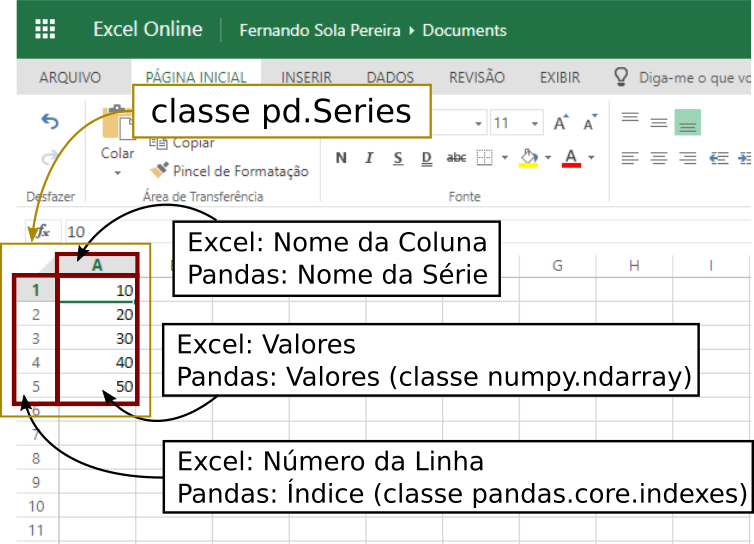 Excel Online Fernando Sola Pereira ▸ Documents
ARQUIVO PÁGINA INICIAL INSERIR DADOS REVISÃO EXIBIR Diga-me o que vo
classe pd.Series
11 A A
Colar Copiar
Pincel de Formatação N I S D abc A
Desfazer Área de Transferência Fonte
fx 10
Excel: Nome da Coluna
Pandas: Nome da Série
A G H I
1 10
2 20
3 30
4 40
5 50
Excel: Valores
Pandas: Valores (classe numpy.ndarray)
6
7
8
9
10
11
Excel: Número da Linha
Pandas: Índice (classe pandas.core.indexes)